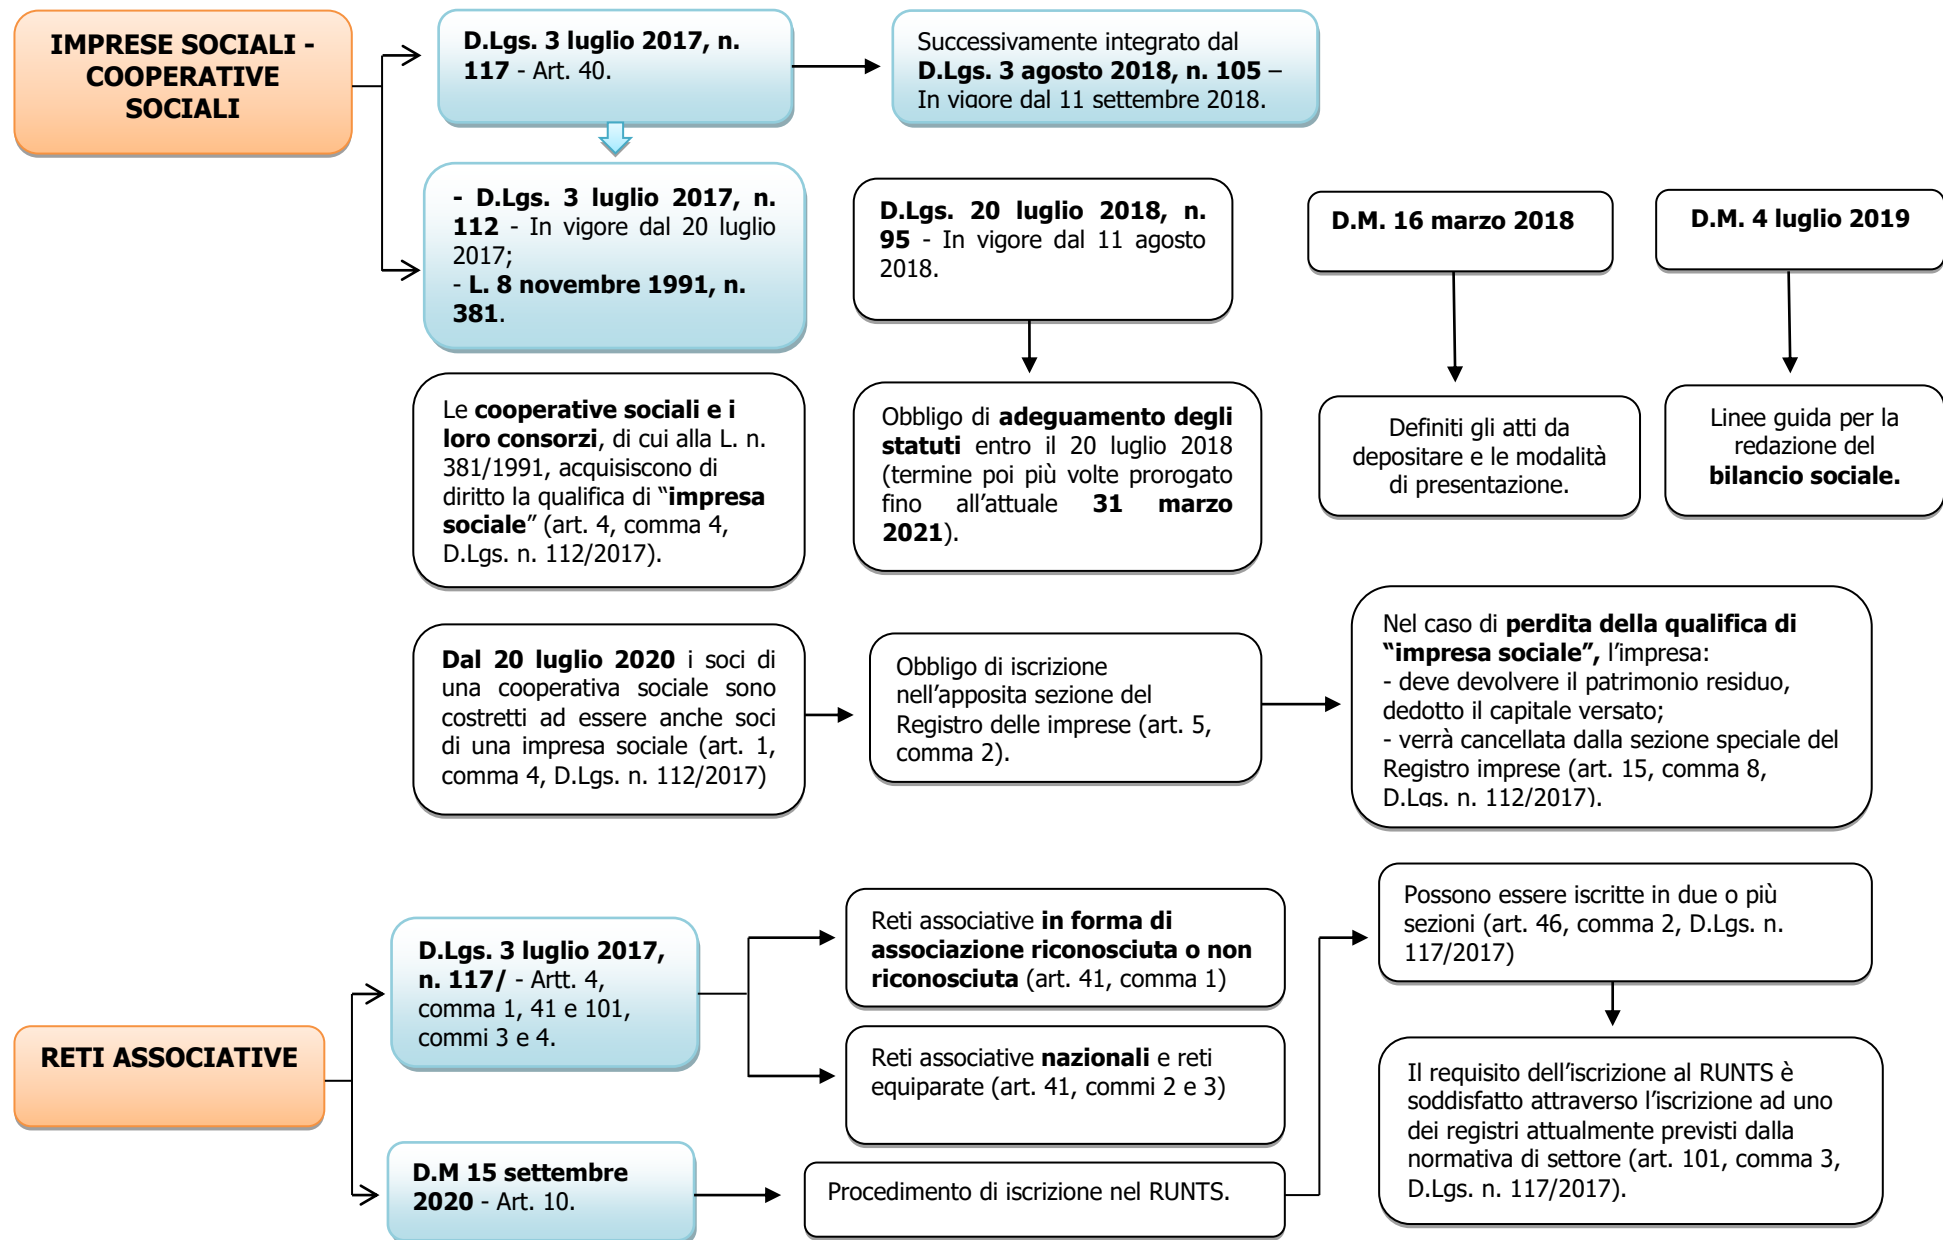 IMPRESE SOCIALI -
COOPERATIVE
SOCIALI
D.Lgs. 3 luglio 2017, n.
117 - Art. 40.
Successivamente integrato dal
D.Lgs. 3 agosto 2018, n. 105 –
In vigore dal 11 settembre 2018.
- D.Lgs. 3 luglio 2017, n.
112 - In vigore dal 20 luglio
2017;
- L. 8 novembre 1991, n.
381.
D.Lgs. 20 luglio 2018, n.
95 - In vigore dal 11 agosto
2018.
D.M. 16 marzo 2018
D.M. 4 luglio 2019
Le cooperative sociali e i
loro consorzi, di cui alla L. n.
381/1991, acquisiscono di
diritto la qualifica di “impresa
sociale” (art. 4, comma 4,
D.Lgs. n. 112/2017).
Obbligo di adeguamento degli
statuti entro il 20 luglio 2018
(termine poi più volte prorogato
fino all’attuale 31 marzo
2021).
Definiti gli atti da
depositare e le modalità
di presentazione.
Linee guida per la
redazione del
bilancio sociale.
Dal 20 luglio 2020 i soci di
una cooperativa sociale sono
costretti ad essere anche soci
di una impresa sociale (art. 1,
comma 4, D.Lgs. n. 112/2017)
Obbligo di iscrizione
nell’apposita sezione del
Registro delle imprese (art. 5,
comma 2).
Nel caso di perdita della qualifica di
“impresa sociale”, l’impresa:
- deve devolvere il patrimonio residuo,
dedotto il capitale versato;
- verrà cancellata dalla sezione speciale del
Registro imprese (art. 15, comma 8,
D.Lgs. n. 112/2017).
RETI ASSOCIATIVE
D.Lgs. 3 luglio 2017,
n. 117/ - Artt. 4,
comma 1, 41 e 101,
commi 3 e 4.
Reti associative in forma di
associazione riconosciuta o non
riconosciuta (art. 41, comma 1)
Reti associative nazionali e reti
equiparate (art. 41, commi 2 e 3)
D.M 15 settembre
2020 - Art. 10.
Procedimento di iscrizione nel RUNTS.
Possono essere iscritte in due o più
sezioni (art. 46, comma 2, D.Lgs. n.
117/2017)
Il requisito dell’iscrizione al RUNTS è
soddisfatto attraverso l’iscrizione ad uno
dei registri attualmente previsti dalla
normativa di settore (art. 101, comma 3,
D.Lgs. n. 117/2017).